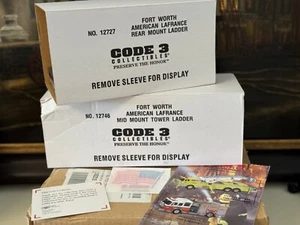 FORT WORTH
NO. 12727
AMERICAN LAFRANCE
REAR MOUNT LADDER
CODE 3
COLLECTIBLES
PRESERVE THE HONOR
REMOVE SLEEVE FOR DISPLAY
FORT WORTH
NO. 12746
AMERICAN LAFRANCE
MID MOUNT TOWER LADDER
CODE 3
COLLECTIBLES
PRESERVE THE HONOR
REMOVE SLEEVE FOR DISPLAY